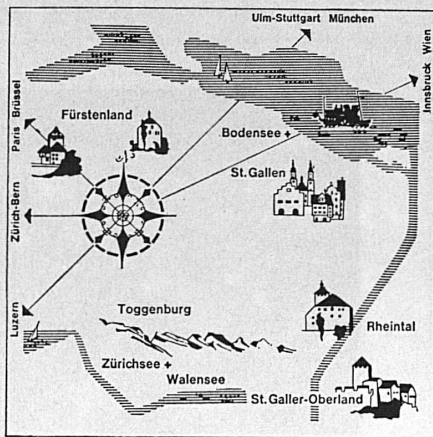 Ulm-Stuttgart München
Innsbruck Wien
Paris Brüssel
Fürstenland
Bodensee +
St.Gallen
Zürich-Bern
Luzern
Toggenburg
Rheintal
Zürichsee +
Walensee
St.Galler-Oberland